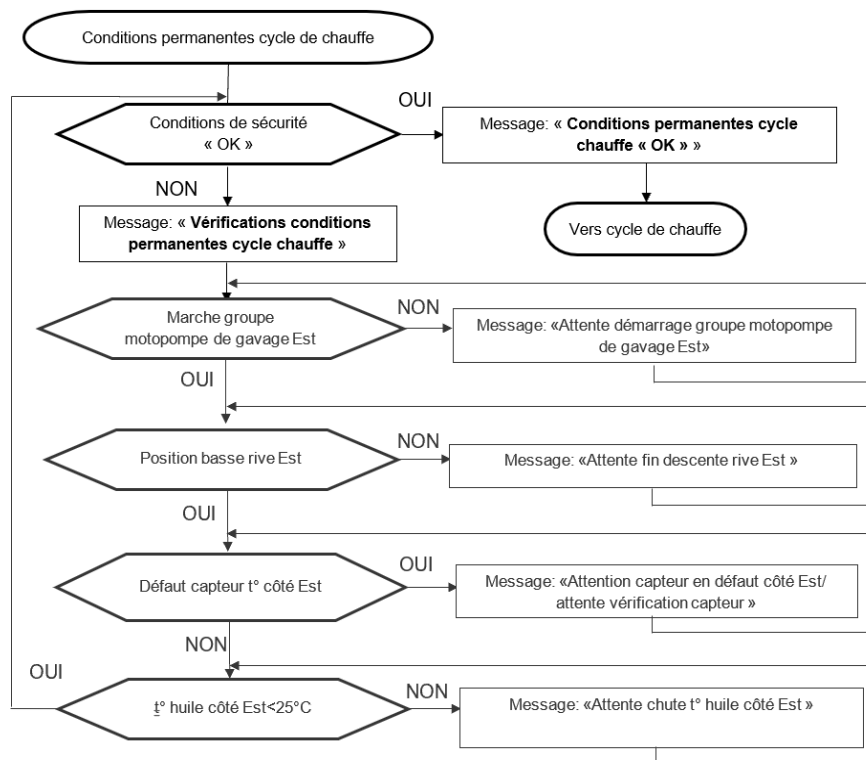 Conditions permanentes cycle de chauffe
Conditions de sécurité
« OK »
OUI
Message: « Conditions permanentes cycle
chauffe « OK » »
NON
Vers cycle de chauffe
Message: « Vérifications conditions
permanentes cycle chauffe »
Marche groupe
motopompe de gavage Est
NON
Message: «Attente démarrage groupe motopompe
de gavage Est»
OUI
Position basse rive Est
NON
Message: «Attente fin descente rive Est »
OUI
Défaut capteur t° côté Est
OUI
Message: «Attention capteur en défaut côté Est/
attente vérification capteur »
NON
OUI
t° huile côté Est<25°C
NON
Message: «Attente chute t° huile côté Est »